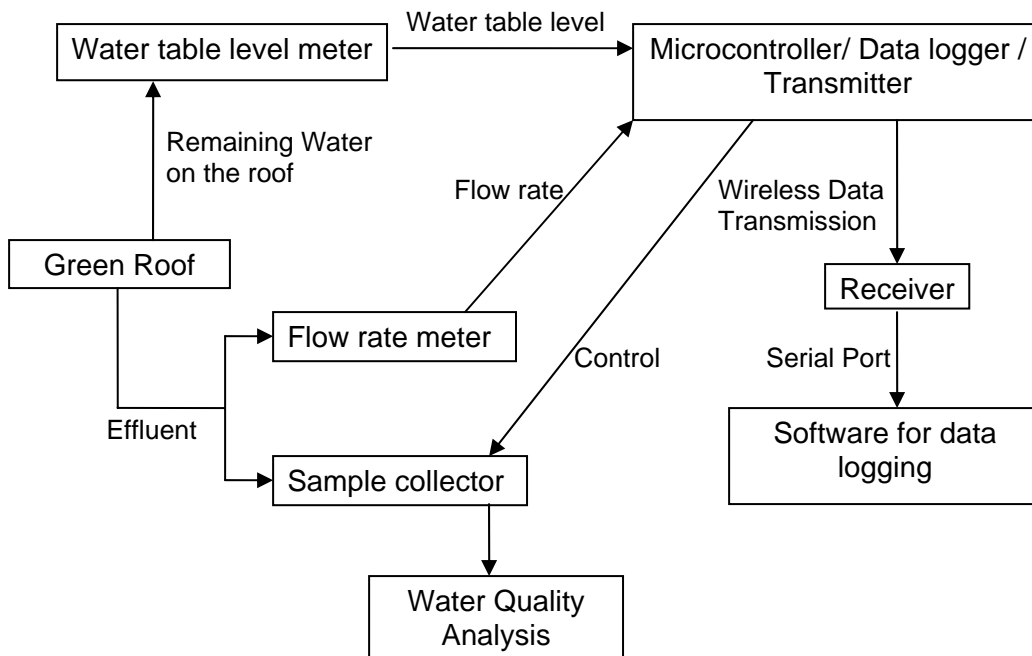 Water table level
Water table level meter
Microcontroller/ Data logger /
Transmitter
Remaining Water
on the roof
Flow rate
Wireless Data
Transmission
Green Roof
Receiver
Flow rate meter
Control
Serial Port
Effluent
Software for data
logging
Sample collector
Water Quality
Analysis